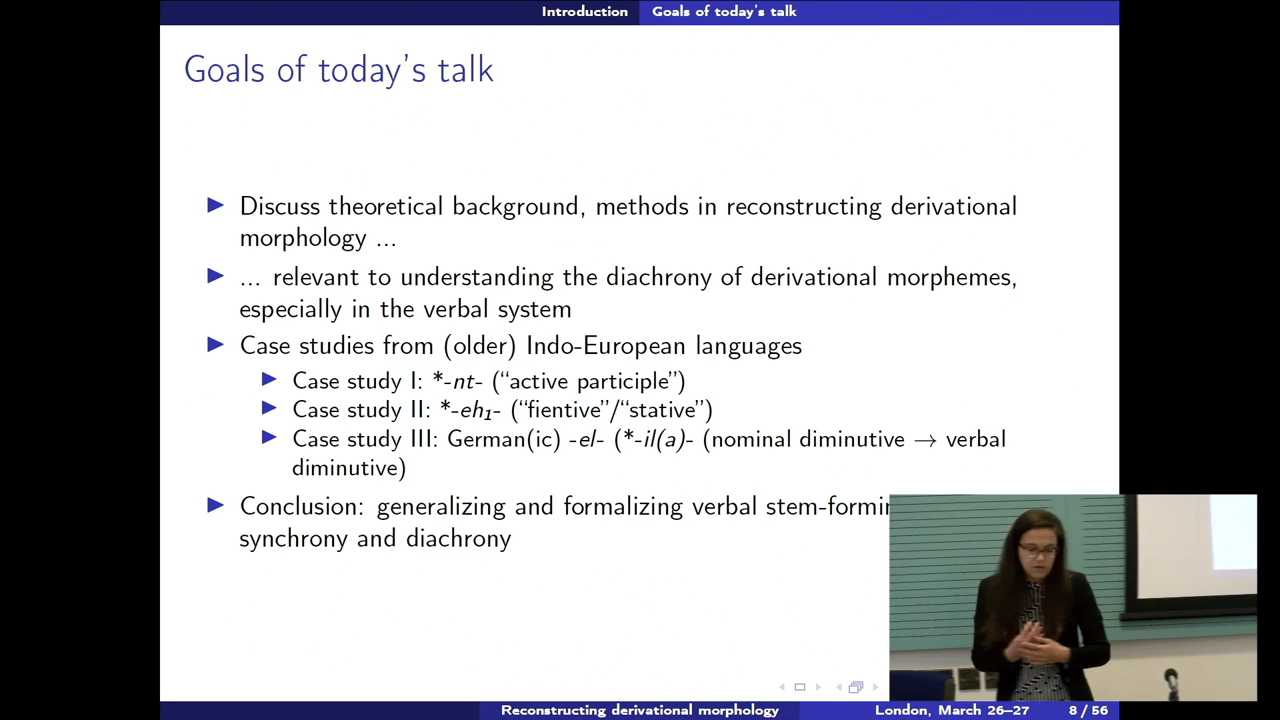 Introduction Goals of today's talk
Goals of today's talk
Discuss theoretical background, methods in reconstructing derivational
morphology ...
... relevant to understanding the diachrony of derivational morphemes,
especially in the verbal system
Case studies from (older) Indo-European languages
Case study I: *-nt- (“active participle”)
Case study II: *-eh₁- (“fientive”/“stative”)
Case study III: German(ic) -el- (*-il(a)- (nominal diminutive → verbal
diminutive)
Conclusion: generalizing and formalizing verbal stem-
synchrony and diachrony
Reconstructing derivational morphology London, March 26–27 8 / 56